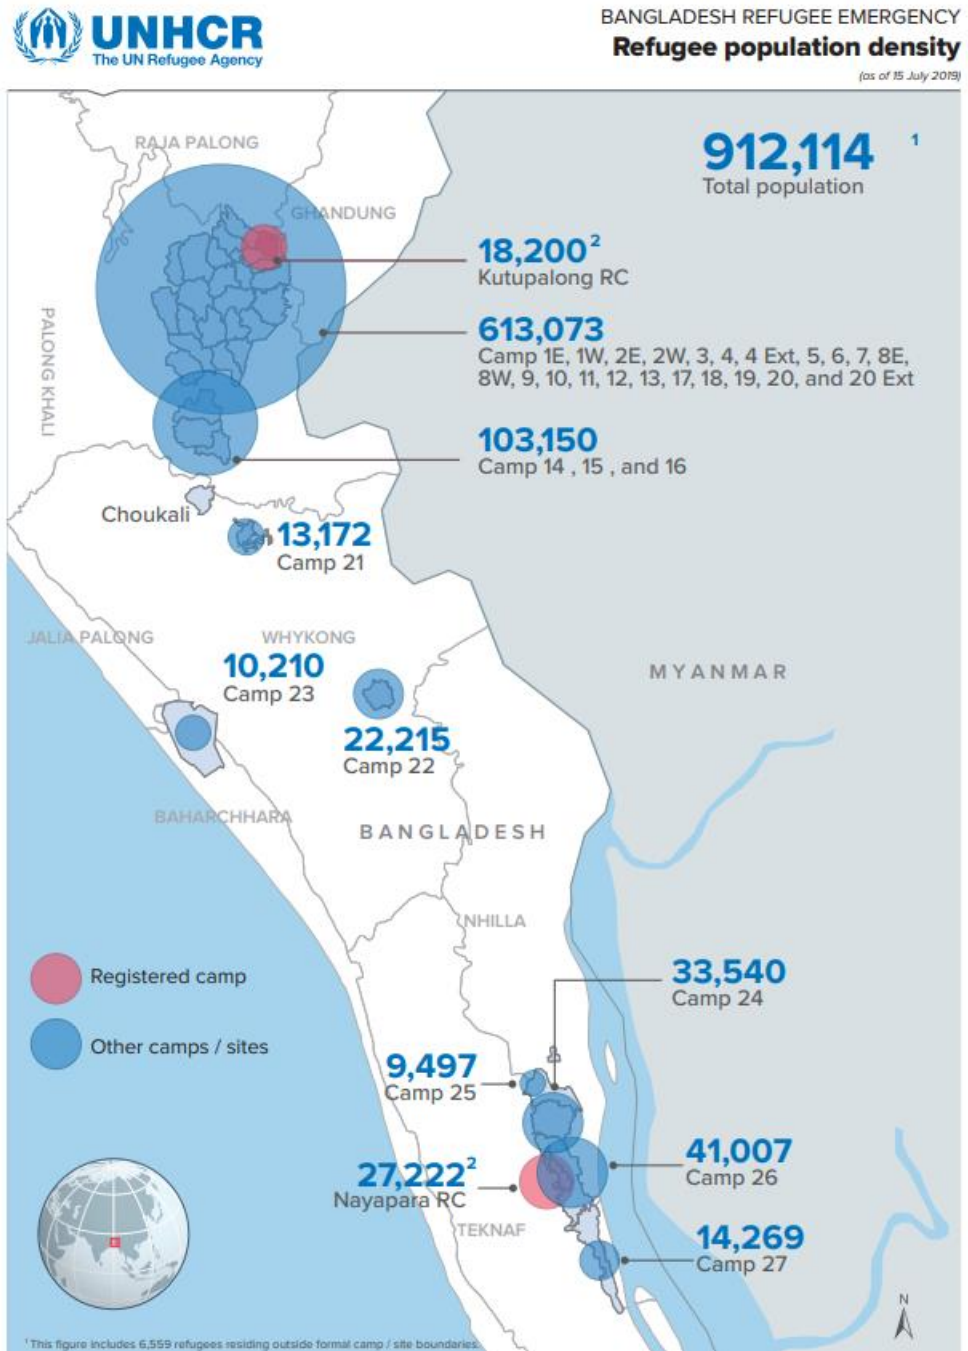 UNHCR
The UN Refugee Agency
BANGLADESH REFUGEE EMERGENCY
Refugee population density
(as of 15 July 2019)
RAJA PALONG
912,114 1
Total population
GHANDUNG
18,200 2
Kutupalong RC
PALONG KHALI
613,073
Camp 1E, 1W, 2E, 2W, 3, 4, 4 Ext, 5, 6, 7, 8E,
8W, 9, 10, 11, 12, 13, 17, 18, 19, 20, and 20 Ext
103,150
Camp 14 , 15 , and 16
Choukali
13,172
Camp 21
JALIA PALONG
WHYKONG
10,210
Camp 23
MYANMAR
22,215
Camp 22
BAHARCHHARA
BANGLADESH
NHILLA
Registered camp
33,540
Camp 24
Other camps / sites
9,497
Camp 25
41,007
Camp 26
27,222 2
Nayapara RC
TEKNAF
14,269
Camp 27
N
1 This figure includes 6,559 refugees residing outside formal camp / site boundaries.